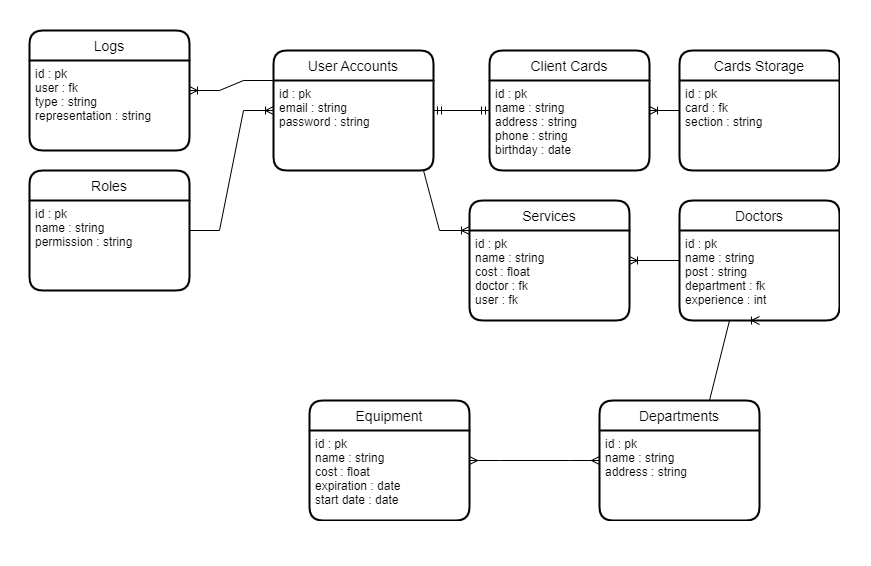 Logs
id : pk
user : fk
type : string
representation : string
User Accounts
id : pk
email : string
password : string
Client Cards
id : pk
name : string
address : string
phone : string
birthday : date
Cards Storage
id : pk
card : fk
section : string
Roles
id : pk
name : string
permission : string
Services
id : pk
name : string
cost : float
doctor : fk
user : fk
Doctors
id : pk
name : string
post : string
department : fk
experience : int
Equipment
id : pk
name : string
cost : float
expiration : date
start date : date
Departments
id : pk
name : string
address : string